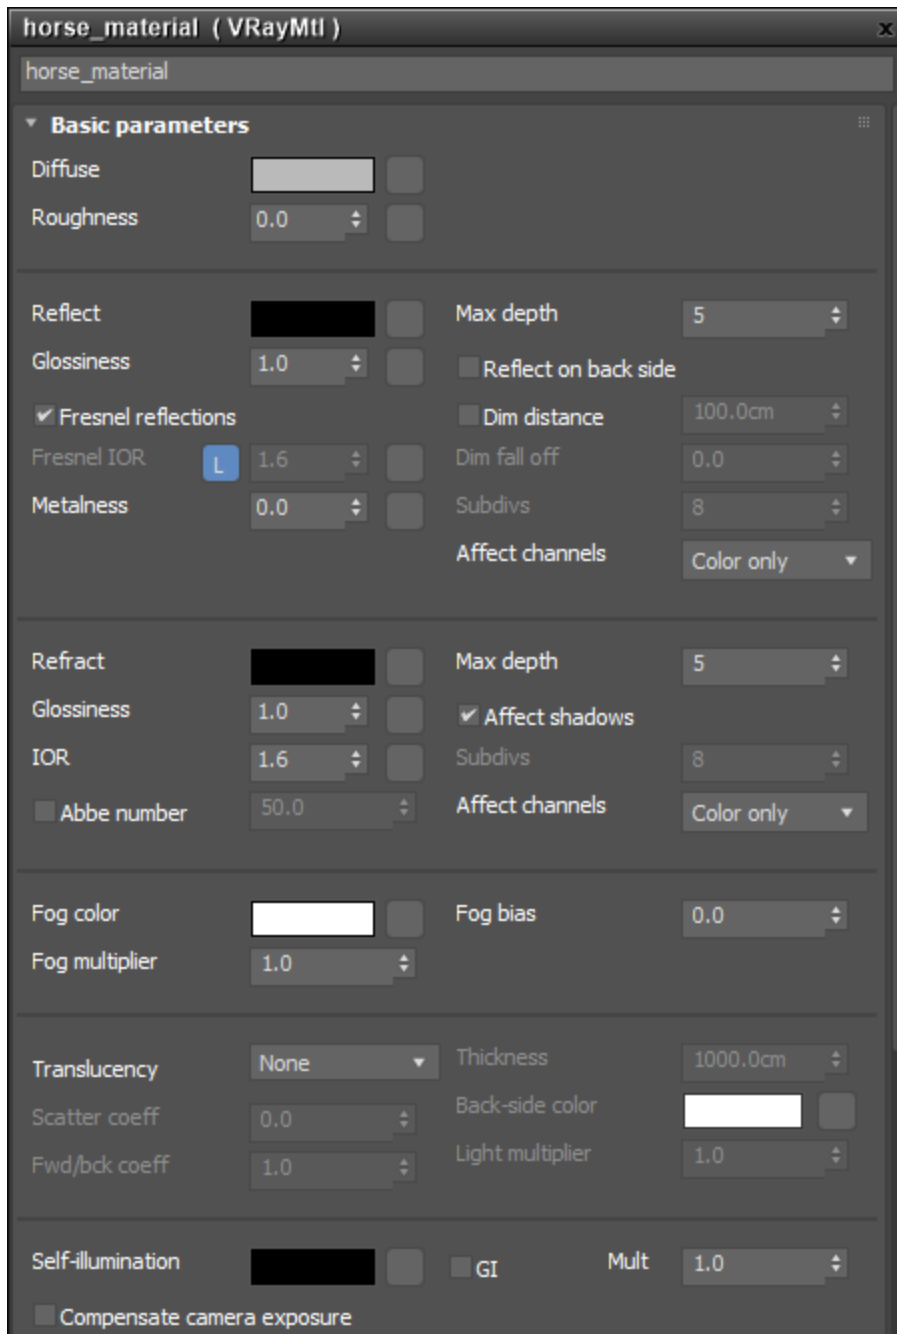 horse_material ( VRayMtl ) x
horse_material
Basic parameters
Diffuse
Roughness 0.0
Reflect Max depth 5
Glossiness 1.0 Reflect on back side
Fresnel reflections Dim distance 100.0cm
Fresnel IOR L 1.6 Dim fall off 0.0
Metalness 0.0 Subdivs 8
Affect channels Color only
Refract Max depth 5
Glossiness 1.0 Affect shadows
IOR 1.6 Subdivs 8
Abbe number 50.0 Affect channels Color only
Fog color Fog bias 0.0
Fog multiplier 1.0
Translucency None Thickness 1000.0cm
Scatter coeff 0.0 Back-side color
Fwd/bck coeff 1.0 Light multiplier 1.0
Self-illumination GI Mult 1.0
Compensate camera exposure